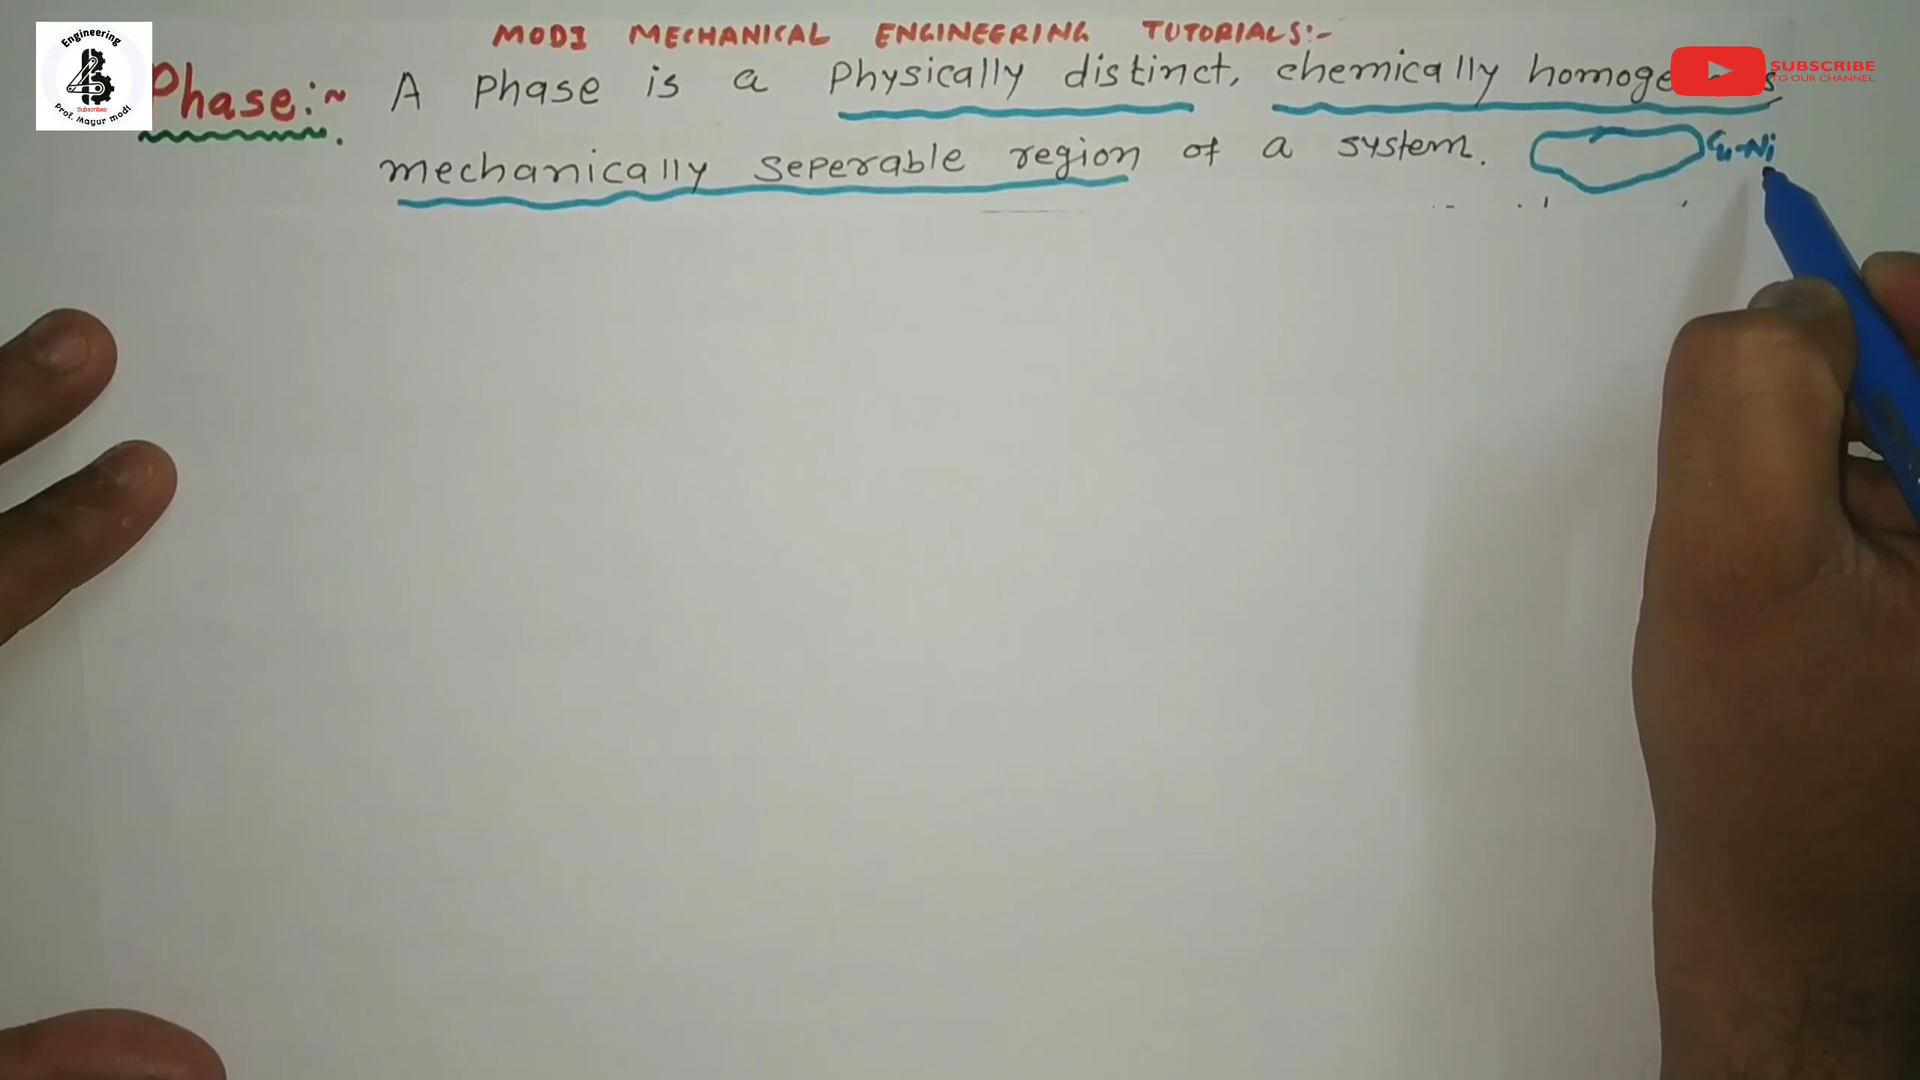 MODI MECHANICAL ENGINEERING TUTORIALS:-
Phase:~ A phase is a physically distinct, chemically
mechanically seperable region of a system.
Cu-Ni
Engineering
Subscribes
Prof. Mayur modi
SUBSCRIBE
TO OUR CHANNEL